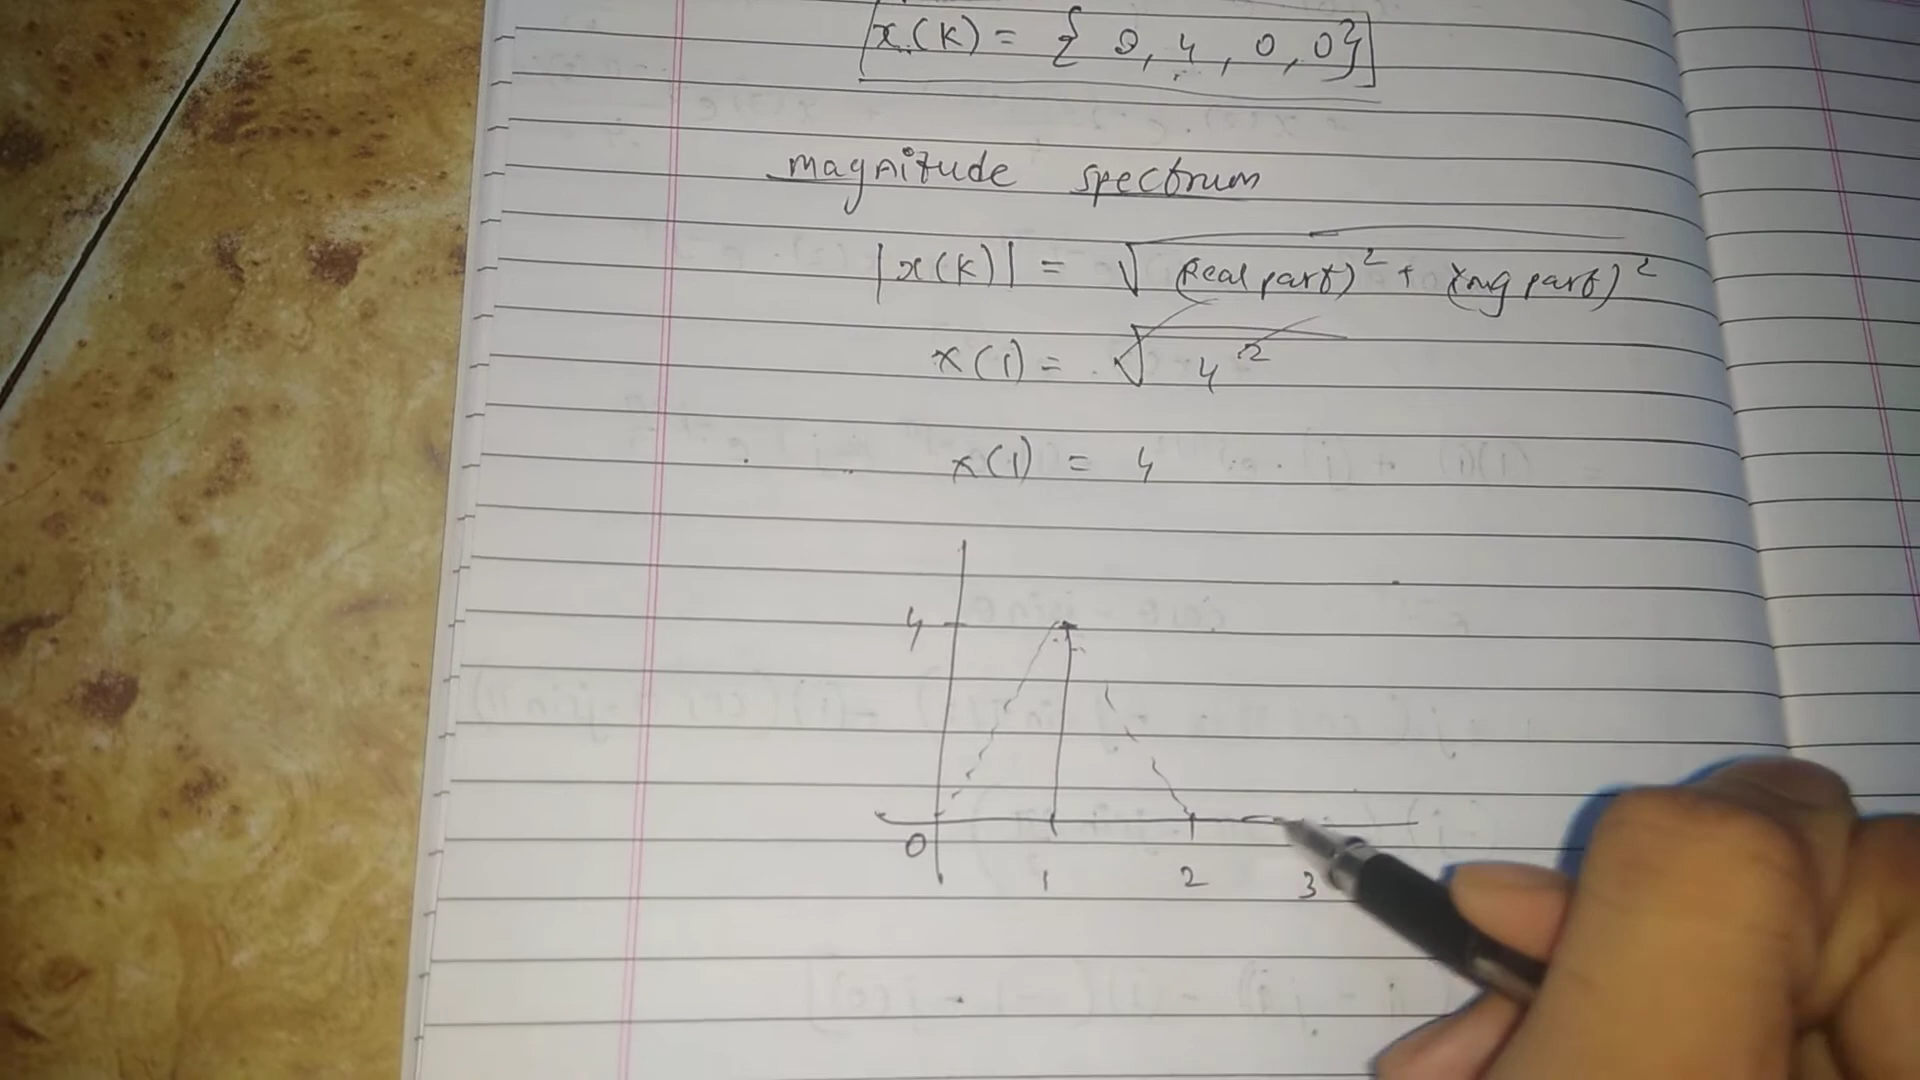 x(k) = { 0, 4, 0, 0}
magnitude spectrum
|x(k)| = √(Real part)² + (Img part)²
x(1) = √4²
x(1) = 4
4
0
1 2 3